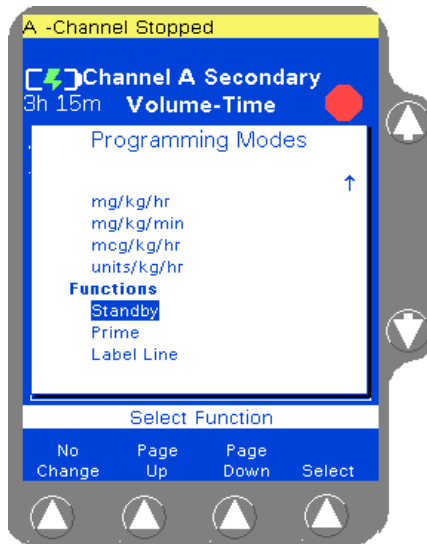 A -Channel Stopped
Channel A Secondary
3h 15m Volume-Time
Programming Modes
↑
mg/kg/hr
mg/kg/min
mcg/kg/hr
units/kg/hr
Functions
Standby
Prime
Label Line
Select Function
No Page Page
Change Up Down Select